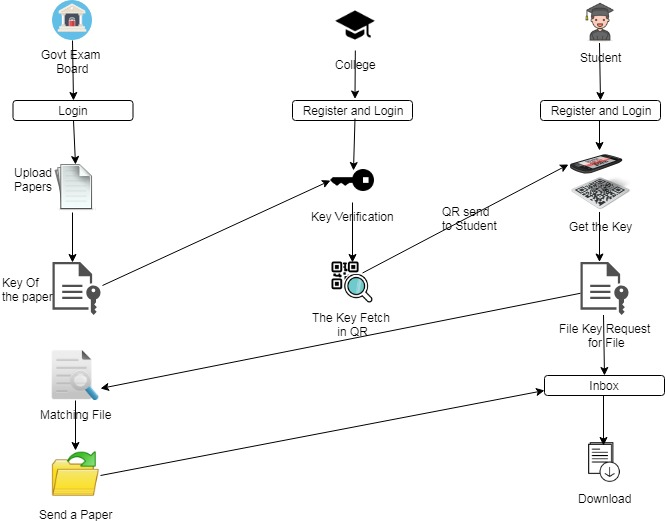 Govt Exam
Board
College
Student
Login
Register and Login
Register and Login
Upload
Papers
Key Verification
QR send
to Student
Get the Key
Key Of
the paper
The Key Fetch
in QR
File Key Request
for File
Matching File
Inbox
Send a Paper
Download